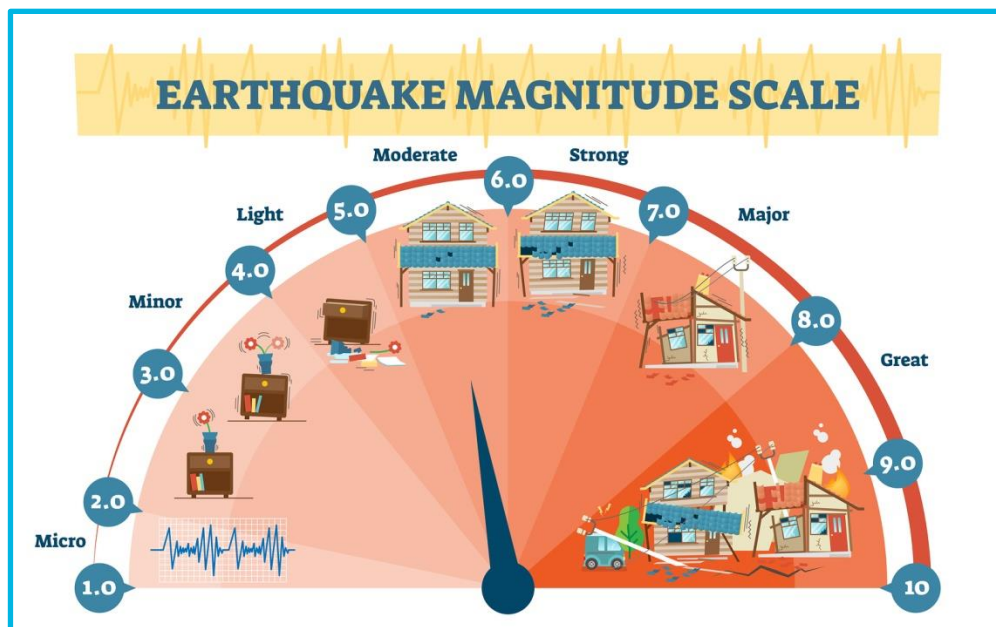 EARTHQUAKE MAGNITUDE SCALE
Moderate
Strong
6.0
5.0
7.0
Light
Major
4.0
8.0
Minor
3.0
Great
9.0
2.0
Micro
1.0
10